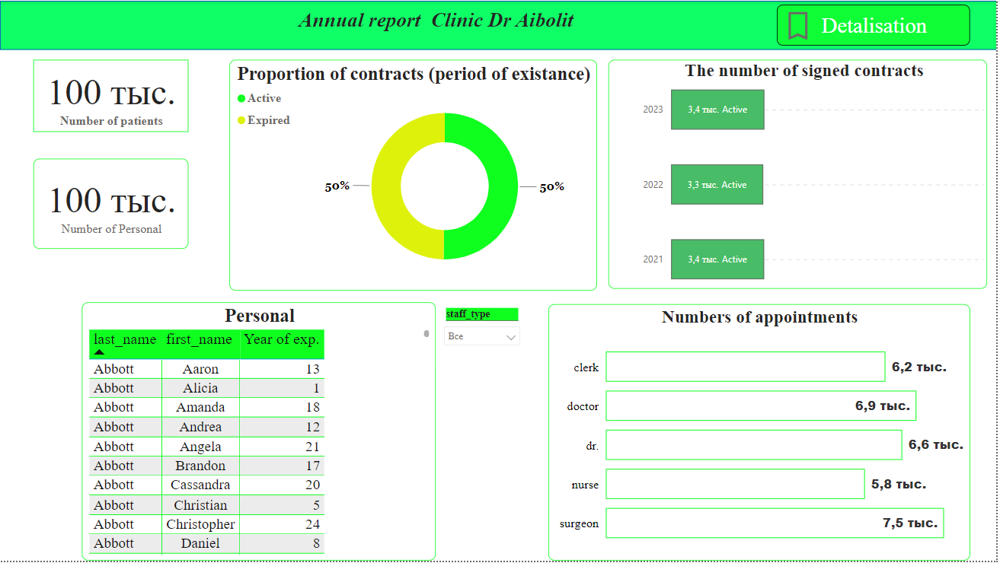 Annual report Clinic Dr Aibolit
Detalisation
100 тыс.
Number of patients
100 тыс.
Number of Personal
Proportion of contracts (period of existance)
Active
Expired
50%
50%
The number of signed contracts
2023 3,4 тыс. Active
2022 3,3 тыс. Active
2021 3,4 тыс. Active
Personal
last_name first_name Year of exp.
Abbott Aaron 13
Abbott Alicia 1
Abbott Amanda 18
Abbott Andrea 12
Abbott Angela 21
Abbott Brandon 17
Abbott Cassandra 20
Abbott Christian 5
Abbott Christopher 24
Abbott Daniel 8
staff_type
Все
Numbers of appointments
clerk 6,2 тыс.
doctor 6,9 тыс.
dr. 6,6 тыс.
nurse 5,8 тыс.
surgeon 7,5 тыс.